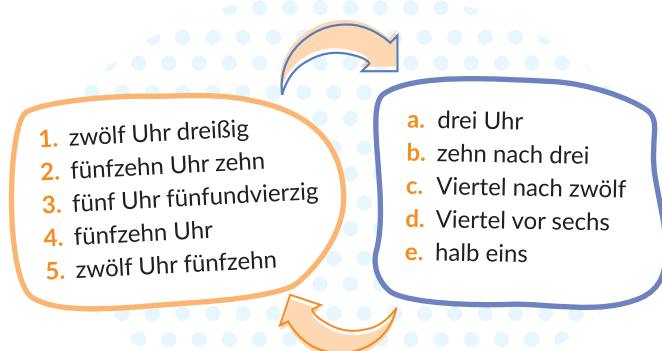 1. zwölf Uhr dreißig
2. fünfzehn Uhr zehn
3. fünf Uhr fünfundvierzig
4. fünfzehn Uhr
5. zwölf Uhr fünfzehn
a. drei Uhr
b. zehn nach drei
c. Viertel nach zwölf
d. Viertel vor sechs
e. halb eins